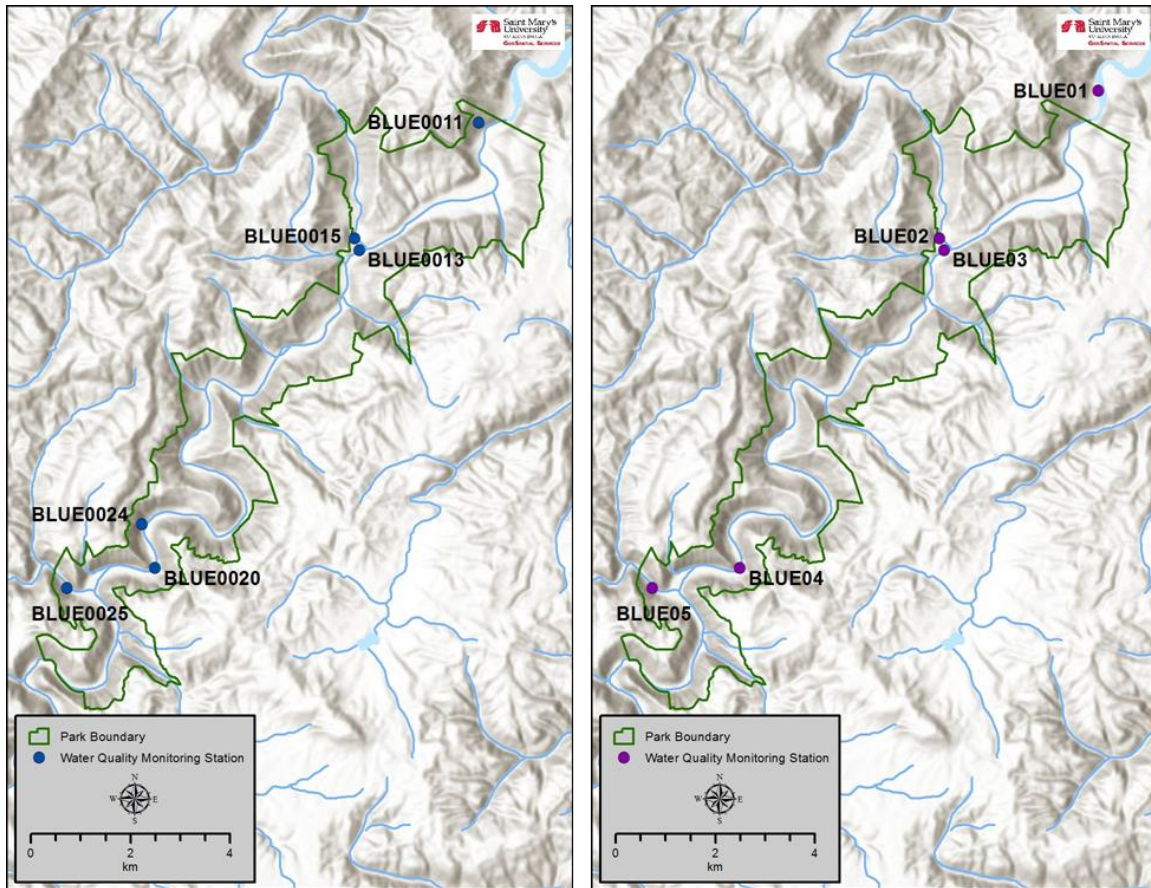 Saint Mary's
University
GEOSPATIAL SERVICES
BLUE0011
BLUE0015
BLUE0013
BLUE0024
BLUE0020
BLUE0025
Park Boundary
Water Quality Monitoring Station
N
W E
S
0 2 4
km
Saint Mary's
University
GEOSPATIAL SERVICES
BLUE01
BLUE02
BLUE03
BLUE04
BLUE05
Park Boundary
Water Quality Monitoring Station
N
W E
S
0 2 4
km